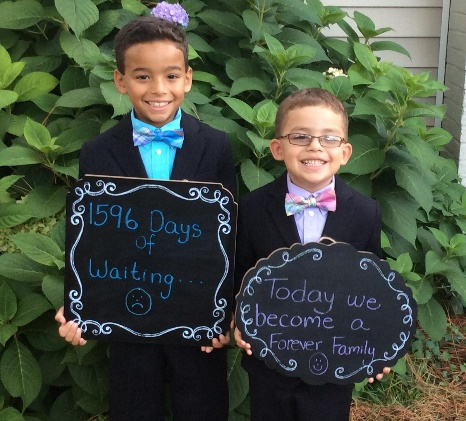 1596 Days
of
Waiting...
Today we
become a
Forever Family